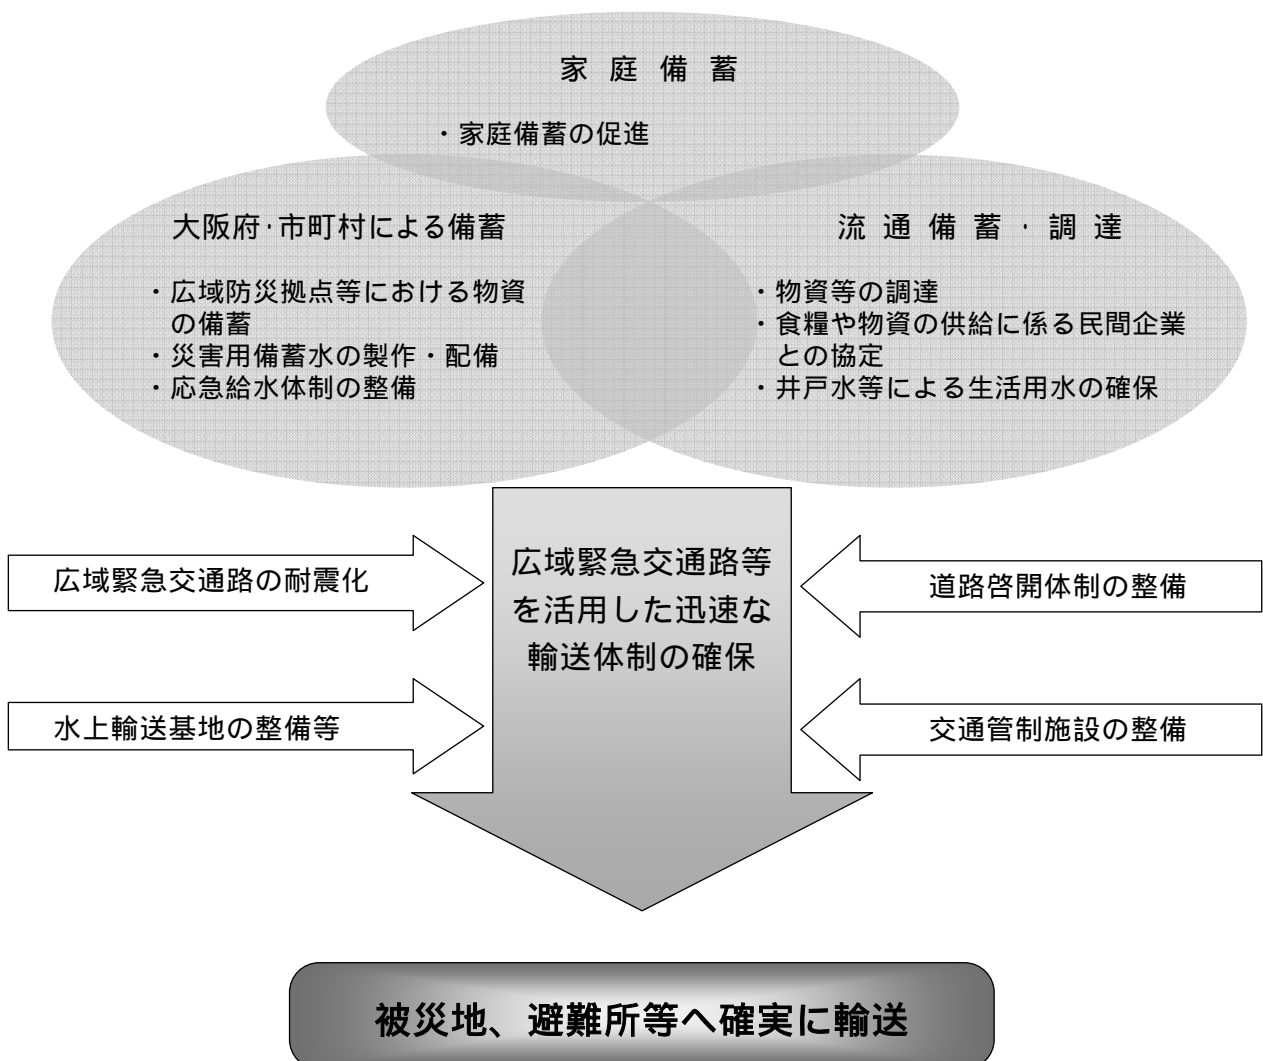 家庭備蓄
・家庭備蓄の促進
大阪府・市町村による備蓄
・広域防災拠点等における物資
の備蓄
・災害用備蓄水の製作・配備
・応急給水体制の整備
流通備蓄・調達
・物資等の調達
・食糧や物資の供給に係る民間企業
との協定
・井戸水等による生活用水の確保
広域緊急交通路等
を活用した迅速な
輸送体制の確保
広域緊急交通路の耐震化
水上輸送基地の整備等
道路啓開体制の整備
交通管制施設の整備
被災地、避難所等へ確実に輸送